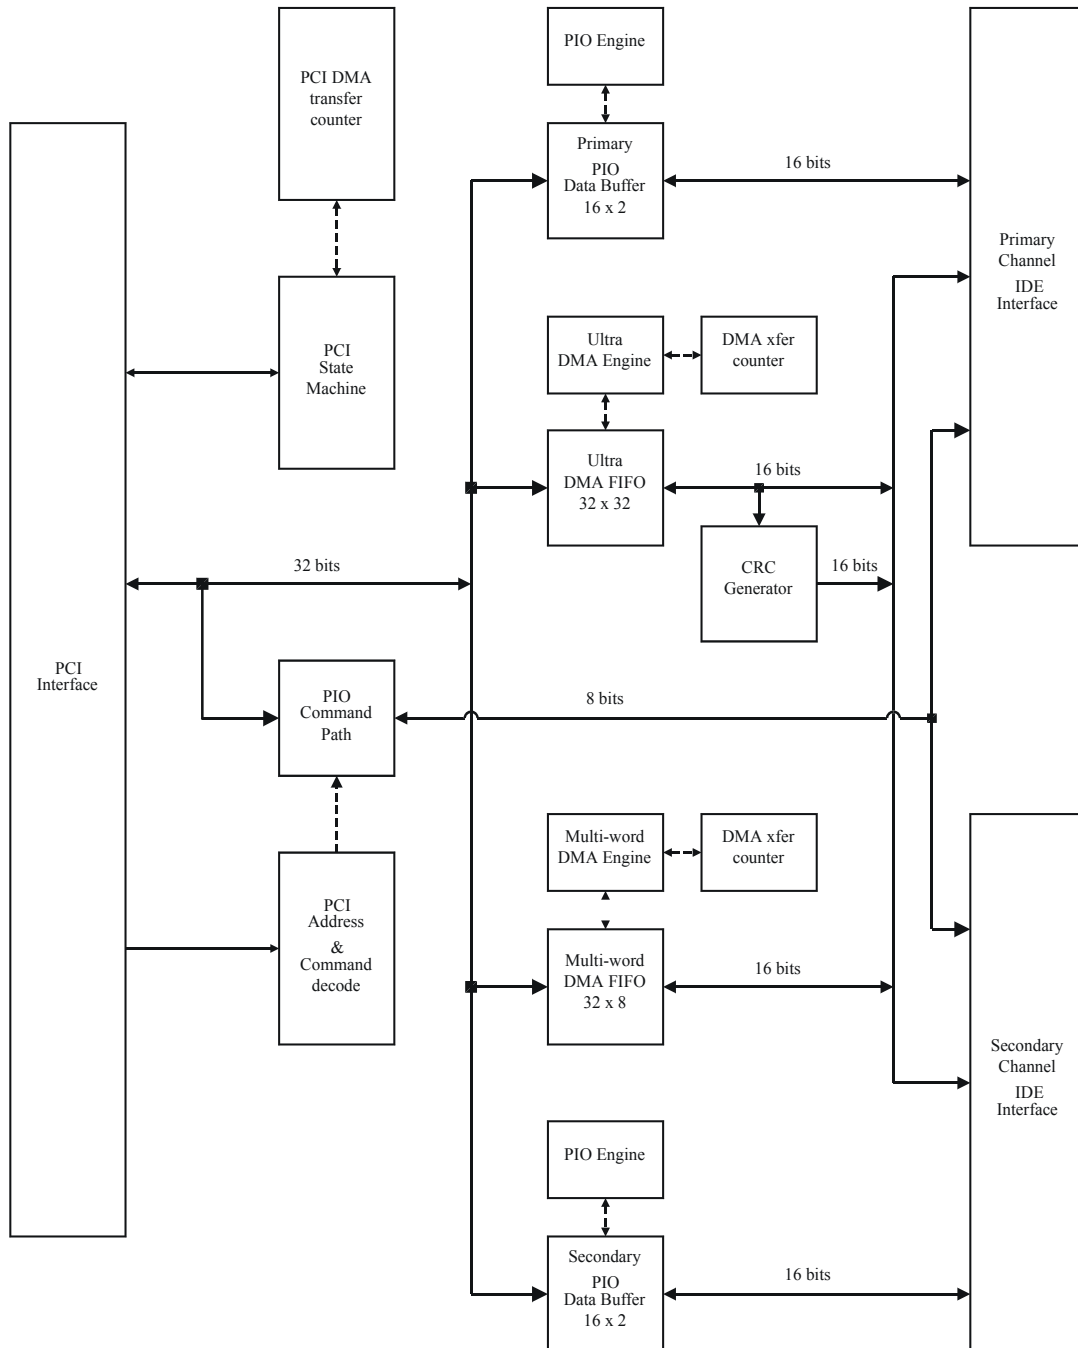 PIO Engine
PCI DMA
transfer
counter
Primary
PIO
Data Buffer
16 x 2
16 bits
Primary
Channel
IDE
Interface
PCI
State
Machine
Ultra
DMA Engine
DMA xfer
counter
Ultra
DMA FIFO
32 x 32
16 bits
32 bits
CRC
Generator
16 bits
PCI
Interface
PIO
Command
Path
8 bits
Multi-word
DMA Engine
DMA xfer
counter
PCI
Address
&
Command
decode
Multi-word
DMA FIFO
32 x 8
16 bits
Secondary
Channel
IDE
Interface
PIO Engine
Secondary
PIO
Data Buffer
16 x 2
16 bits